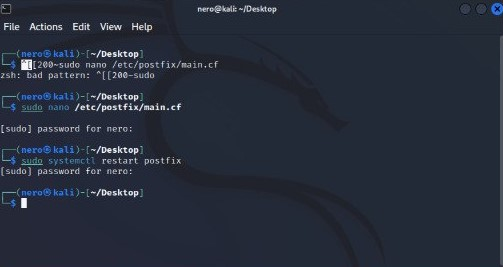 nero@kali: ~/Desktop
File Actions Edit View Help
┌──(nero㉿kali)-[~/Desktop]
└─$ ^[[200~sudo nano /etc/postfix/main.cf
zsh: bad pattern: ^[[200~sudo
┌──(nero㉿kali)-[~/Desktop]
└─$ sudo nano /etc/postfix/main.cf
[sudo] password for nero:
┌──(nero㉿kali)-[~/Desktop]
└─$ sudo systemctl restart postfix
[sudo] password for nero:
┌──(nero㉿kali)-[~/Desktop]
└─$